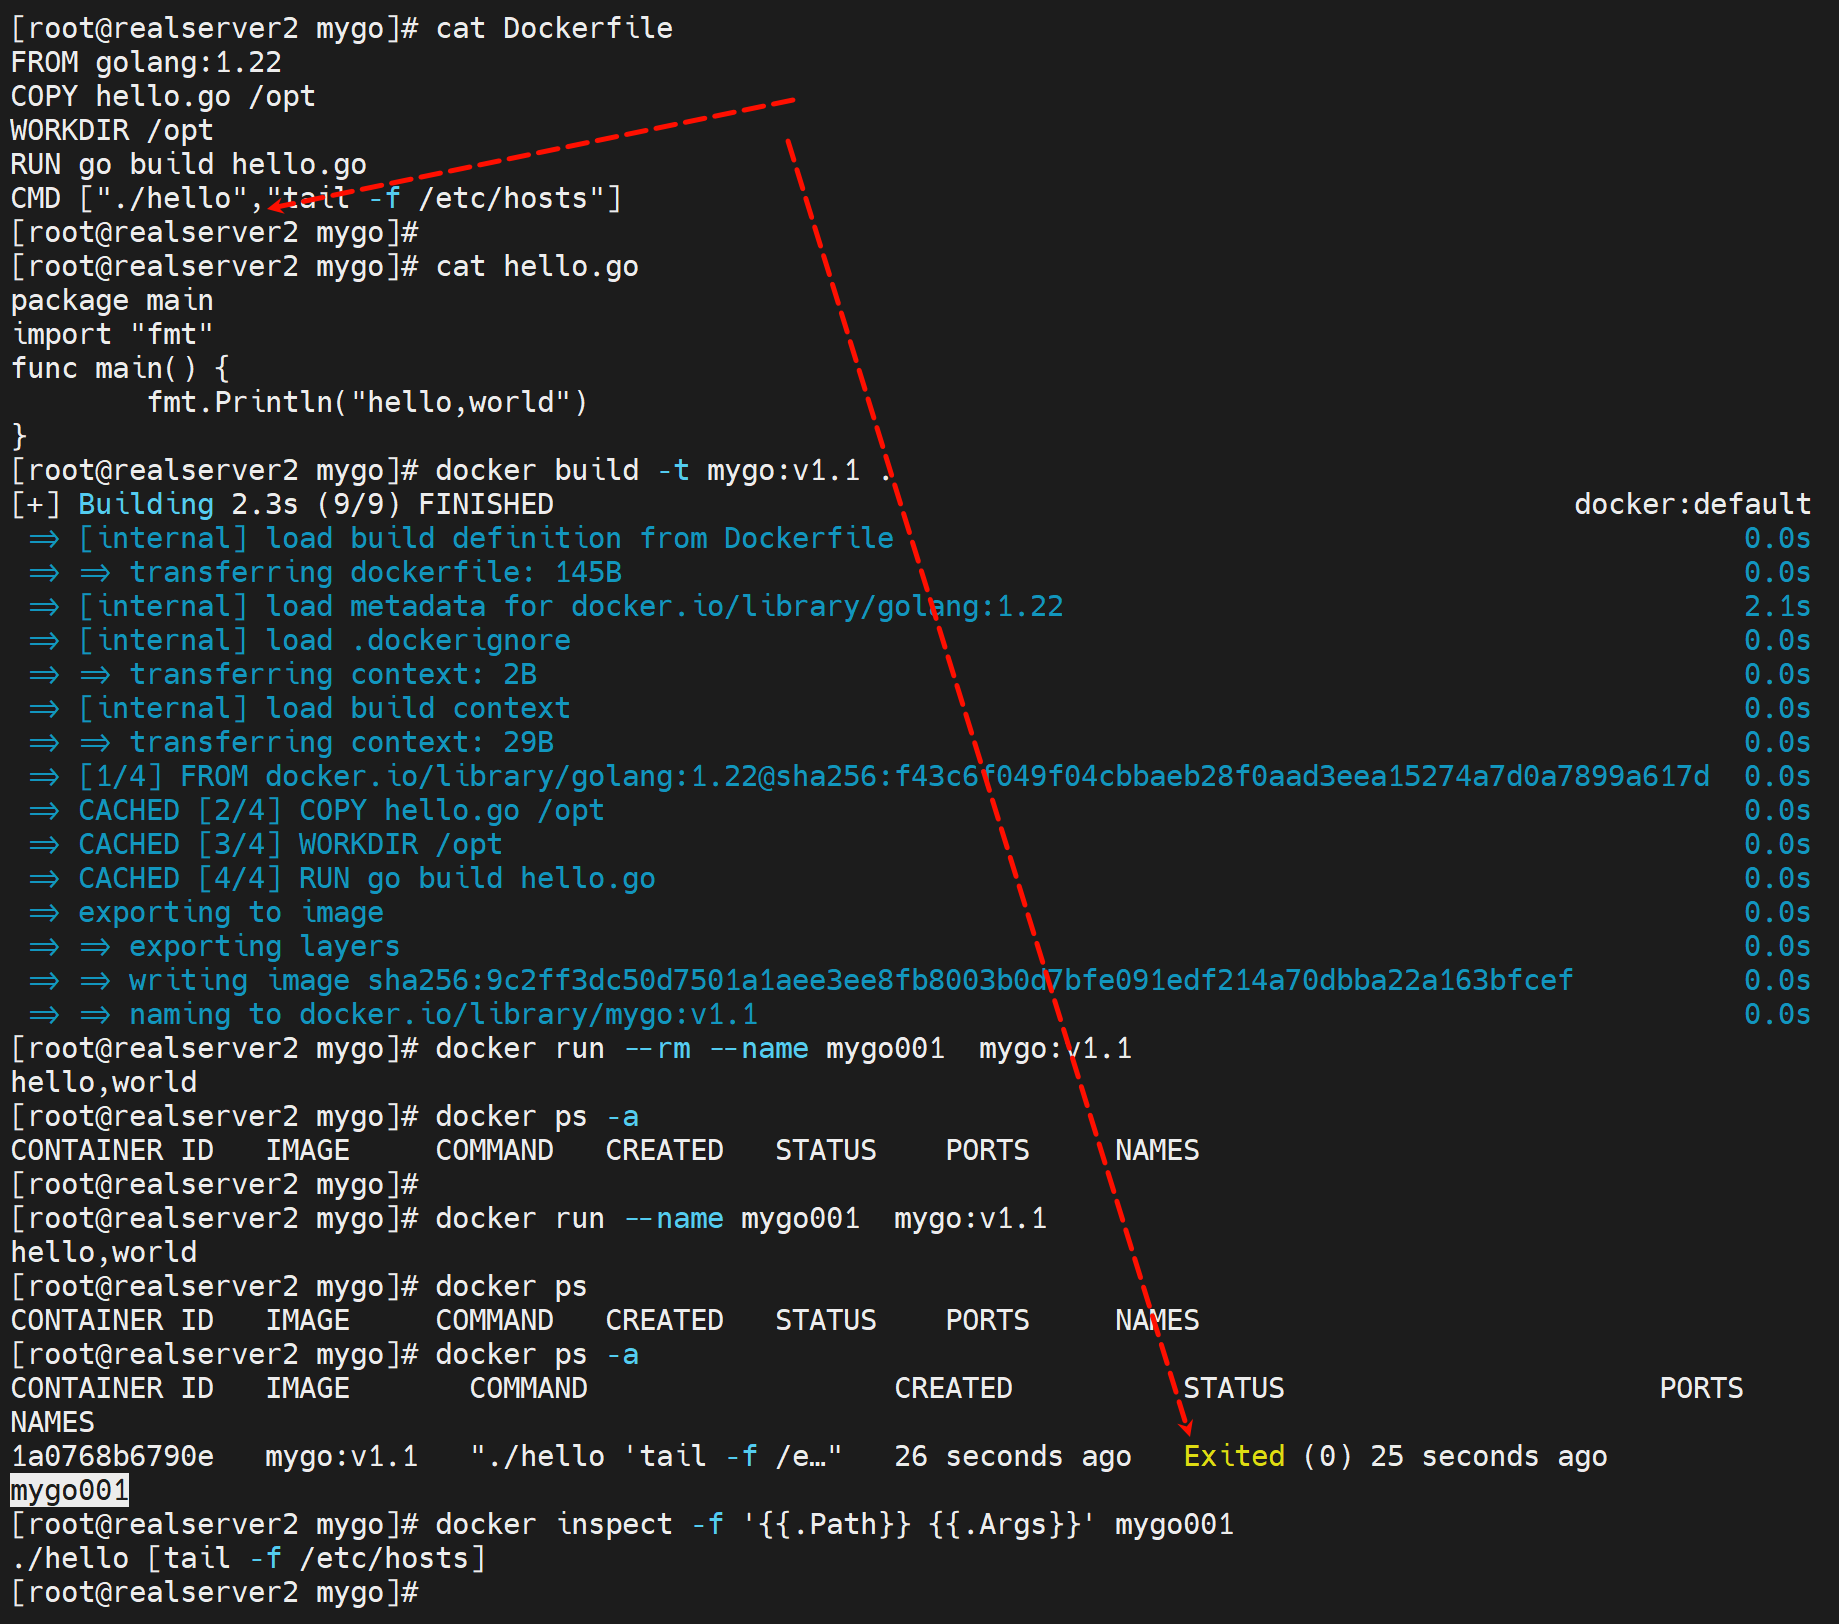 [root@realserver2 mygo]# cat Dockerfile
FROM golang:1.22
COPY hello.go /opt
WORKDIR /opt
RUN go build hello.go
CMD ["./hello","tail -f /etc/hosts"]
[root@realserver2 mygo]#
[root@realserver2 mygo]# cat hello.go
package main
import "fmt"
func main() {
        fmt.Println("hello,world")
}
[root@realserver2 mygo]# docker build -t mygo:v1.1 .
[+] Building 2.3s (9/9) FINISHED docker:default
 => [internal] load build definition from Dockerfile 0.0s
 => => transferring dockerfile: 145B 0.0s
 => [internal] load metadata for docker.io/library/golang:1.22 2.1s
 => [internal] load .dockerignore 0.0s
 => => transferring context: 2B 0.0s
 => [internal] load build context 0.0s
 => => transferring context: 29B 0.0s
 => [1/4] FROM docker.io/library/golang:1.22@sha256:f43c6f049f04cbbaeb28f0aad3eea15274a7d0a7899a617d 0.0s
 => CACHED [2/4] COPY hello.go /opt 0.0s
 => CACHED [3/4] WORKDIR /opt 0.0s
 => CACHED [4/4] RUN go build hello.go 0.0s
 => exporting to image 0.0s
 => => exporting layers 0.0s
 => => writing image sha256:9c2ff3dc50d7501a1aee3ee8fb8003b0d7bfe091edf214a70dbba22a163bfcef 0.0s
 => => naming to docker.io/library/mygo:v1.1 0.0s
[root@realserver2 mygo]# docker run --rm --name mygo001  mygo:v1.1
hello,world
[root@realserver2 mygo]# docker ps -a
CONTAINER ID   IMAGE     COMMAND   CREATED   STATUS    PORTS     NAMES
[root@realserver2 mygo]#
[root@realserver2 mygo]# docker run --name mygo001  mygo:v1.1
hello,world
[root@realserver2 mygo]# docker ps
CONTAINER ID   IMAGE     COMMAND   CREATED   STATUS    PORTS     NAMES
[root@realserver2 mygo]# docker ps -a
CONTAINER ID   IMAGE       COMMAND                  CREATED          STATUS                      PORTS
NAMES
1a0768b6790e   mygo:v1.1   "./hello 'tail -f /e…"   26 seconds ago   Exited (0) 25 seconds ago
mygo001
[root@realserver2 mygo]# docker inspect -f '{{.Path}} {{.Args}}' mygo001
./hello [tail -f /etc/hosts]
[root@realserver2 mygo]#